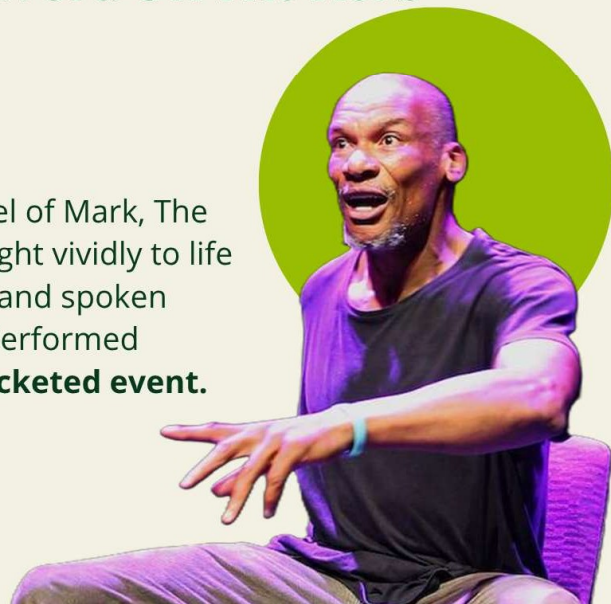 el of Mark, The
ght vividly to life
and spoken
erformed
cketed event.